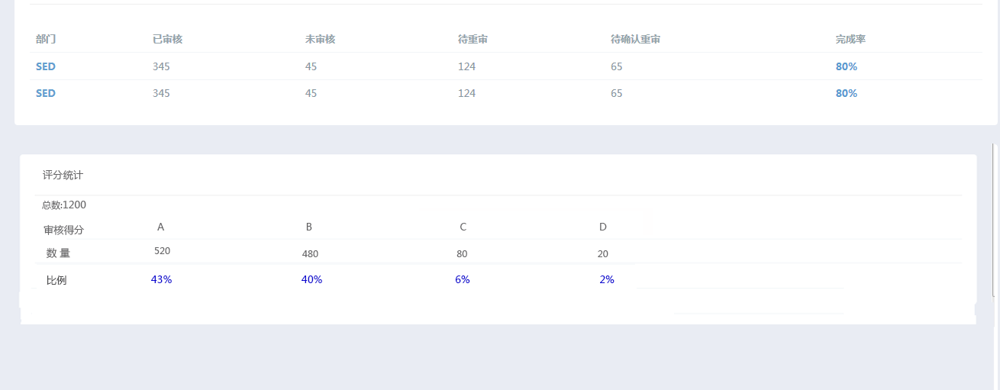 部门 已审核 未审核 待重审 待确认重审 完成率
SED 345 45 124 65 80%
SED 345 45 124 65 80%
评分统计
总数:1200
审核得分 A B C D
数 量 520 480 80 20
比例 43% 40% 6% 2%